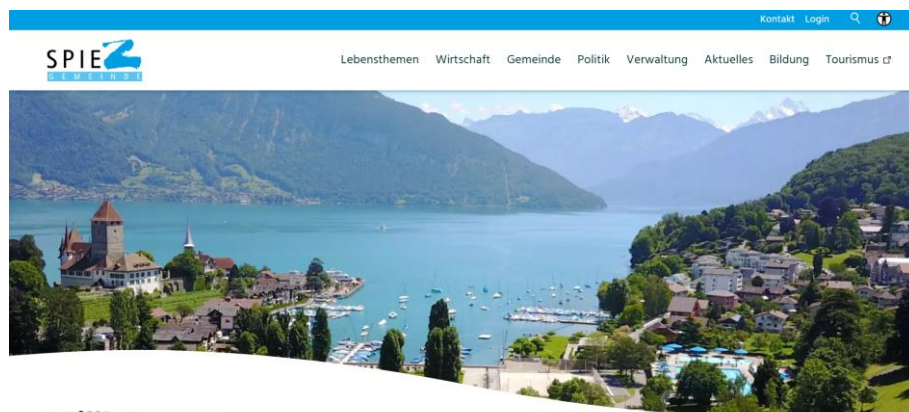 Kontakt Login
SPIEZ
GEMEINDE
Lebensthemen Wirtschaft Gemeinde Politik Verwaltung Aktuelles Bildung Tourismus